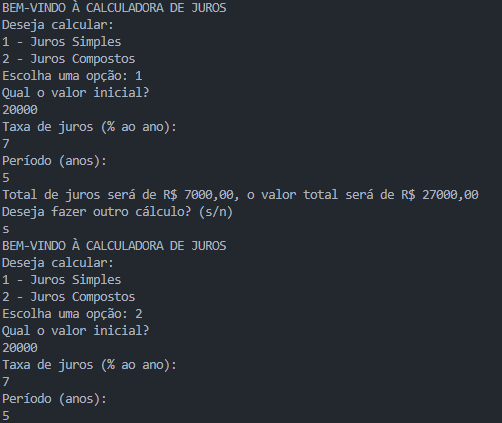 BEM-VINDO À CALCULADORA DE JUROS
Deseja calcular:
1 - Juros Simples
2 - Juros Compostos
Escolha uma opção: 1
Qual o valor inicial?
20000
Taxa de juros (% ao ano):
7
Período (anos):
5
Total de juros será de R$ 7000,00, o valor total será de R$ 27000,00
Deseja fazer outro cálculo? (s/n)
s
BEM-VINDO À CALCULADORA DE JUROS
Deseja calcular:
1 - Juros Simples
2 - Juros Compostos
Escolha uma opção: 2
Qual o valor inicial?
20000
Taxa de juros (% ao ano):
7
Período (anos):
5